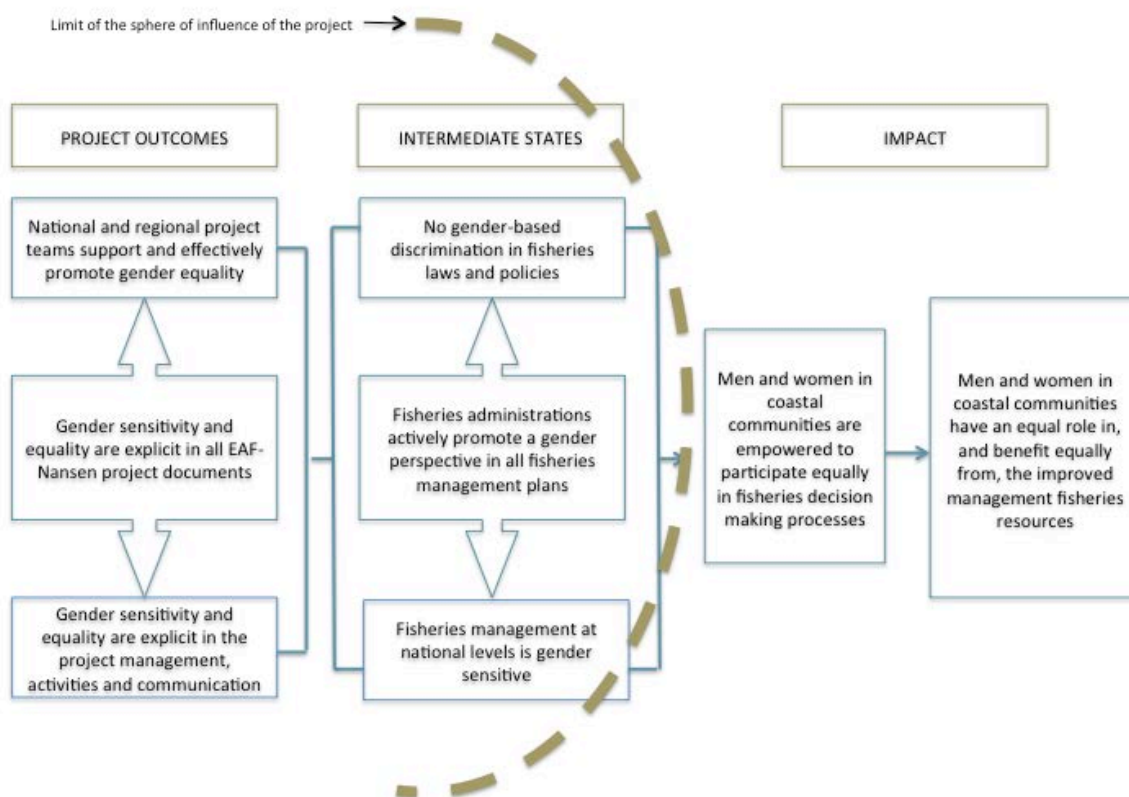 Limit of the sphere of influence of the project
PROJECT OUTCOMES
INTERMEDIATE STATES
IMPACT
National and regional project
teams support and effectively
promote gender equality
Gender sensitivity and
equality are explicit in all EAF-
Nansen project documents
Gender sensitivity and
equality are explicit in the
project management,
activities and communication
No gender-based
discrimination in fisheries
laws and policies
Fisheries administrations
actively promote a gender
perspective in all fisheries
management plans
Fisheries management at
national levels is gender
sensitive
Men and women in
coastal
communities are
empowered to
participate equally
in fisheries decision
making processes
Men and women in
coastal communities
have an equal role in,
and benefit equally
from, the improved
management fisheries
resources